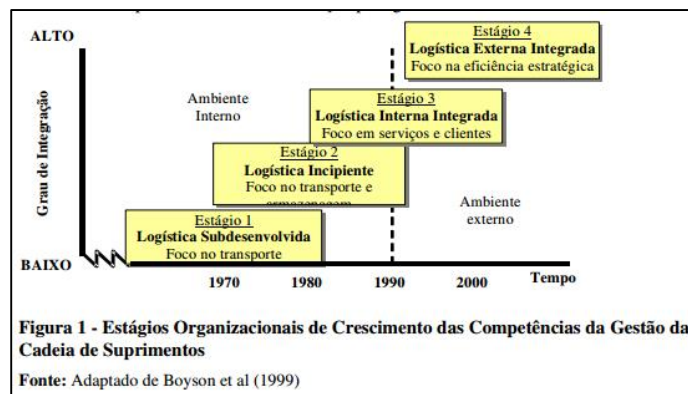 ALTO
Estágio 4
Logística Externa Integrada
Foco na eficiência estratégica
Ambiente
Interno
Estágio 3
Logística Interna Integrada
Foco em serviços e clientes
Grau de Integração
Estágio 2
Logística Incipiente
Foco no transporte e
armazenagem
Ambiente
externo
Estágio 1
Logística Subdesenvolvida
Foco no transporte
BAIXO
1970 1980 1990 2000 Tempo
Figura 1 - Estágios Organizacionais de Crescimento das Competências da Gestão da
Cadeia de Suprimentos
Fonte: Adaptado de Boyson et al (1999)